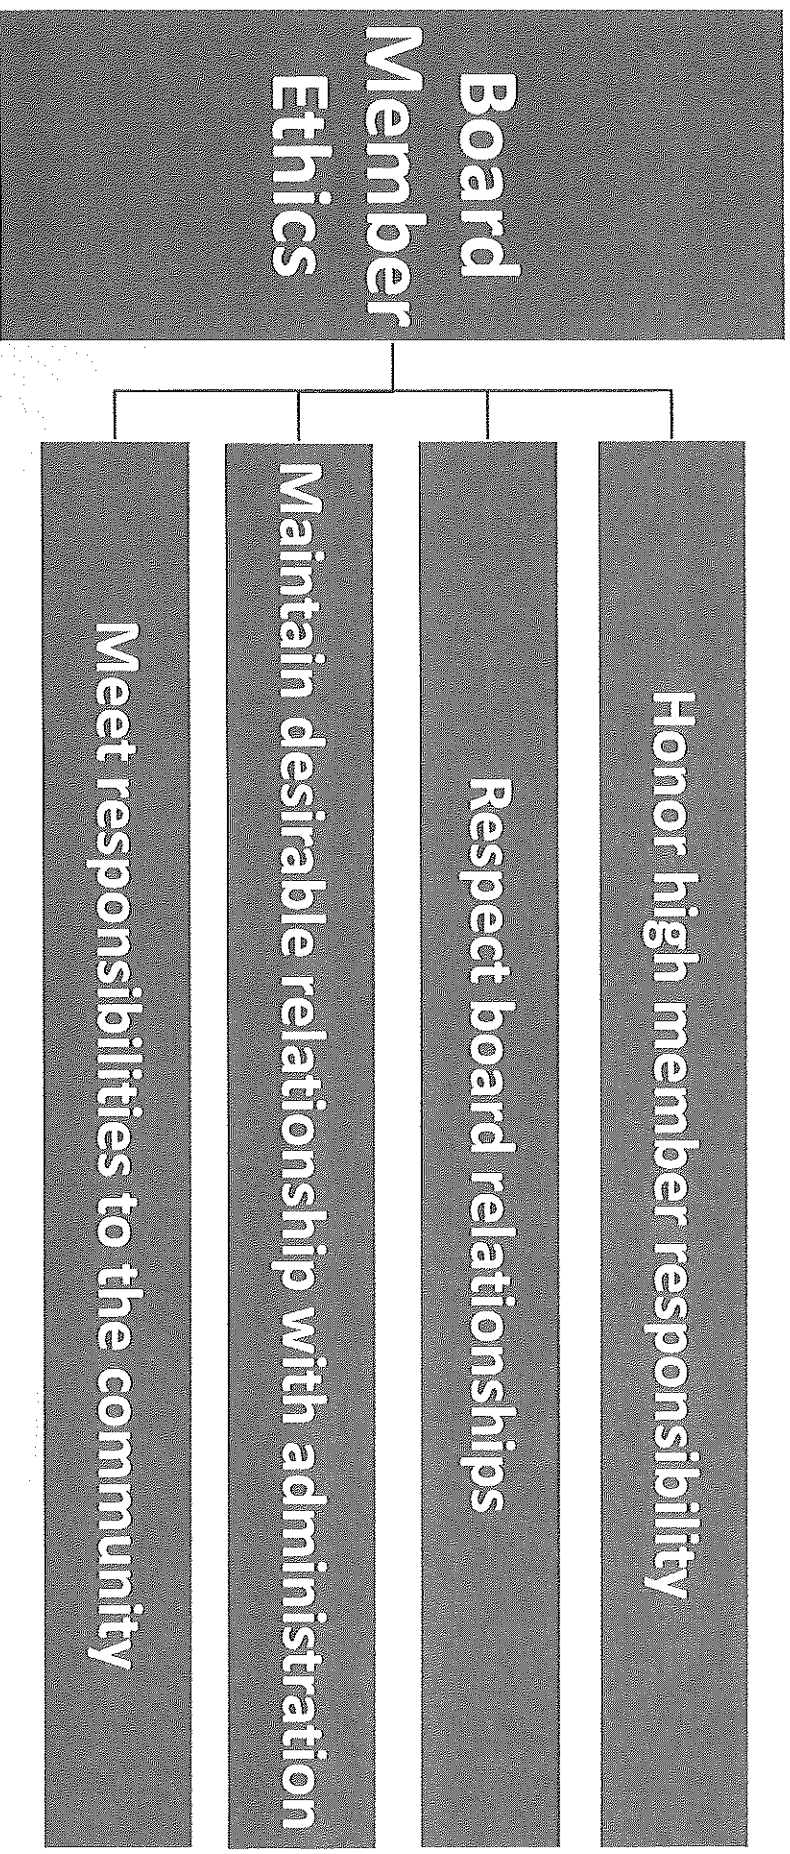 Board
Member
Ethics
Honor high member responsibility
Respect board relationships
Maintain desirable relationship with administration
Meet responsibilities to the community